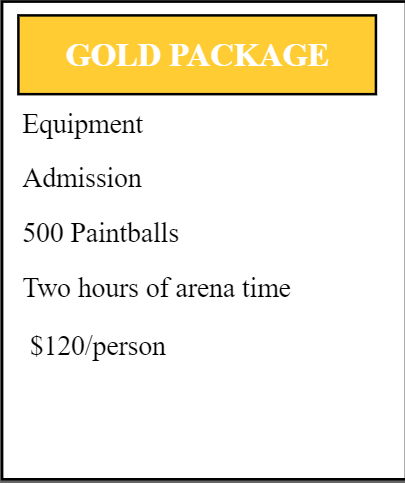 GOLD PACKAGE
Equipment
Admission
500 Paintballs
Two hours of arena time
$120/person